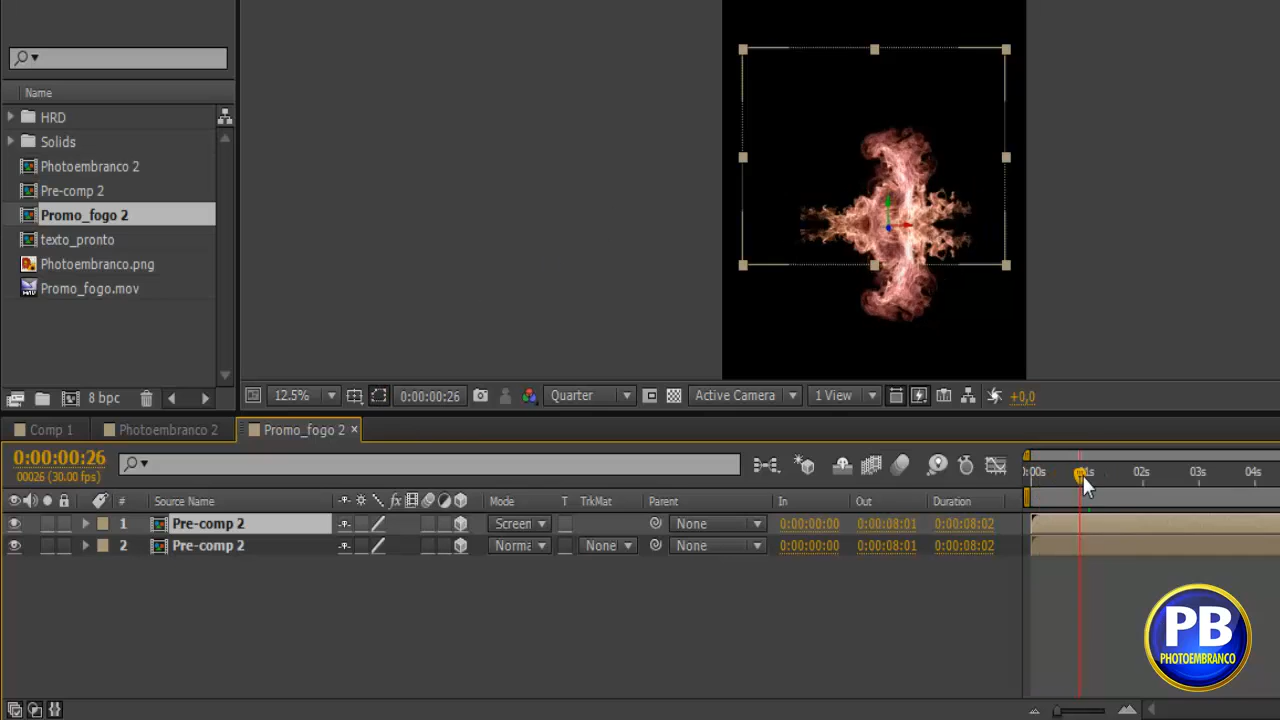 Name
HRD
Solids
Photoembranco 2
Pre-comp 2
Promo_fogo 2
texto_pronto
Photoembranco.png
Promo_fogo.mov
8 bpc
12.5%
0:00:00:26
Quarter
Active Camera
1 View
+0,0
Comp 1
Photoembranco 2
Promo_fogo 2 ×
0:00:00:26
00026 (30.00 fps)
0:00s
02s
03s
04s
# Source Name
Mode
T TrkMat
Parent
In
Out
Duration
1 Pre-comp 2
Screen
None
0:00:00:00
0:00:08:01
0:00:08:02
2 Pre-comp 2
Norma
None
None
0:00:00:00
0:00:08:01
0:00:08:02
PB
PHOTOEMBRANCO